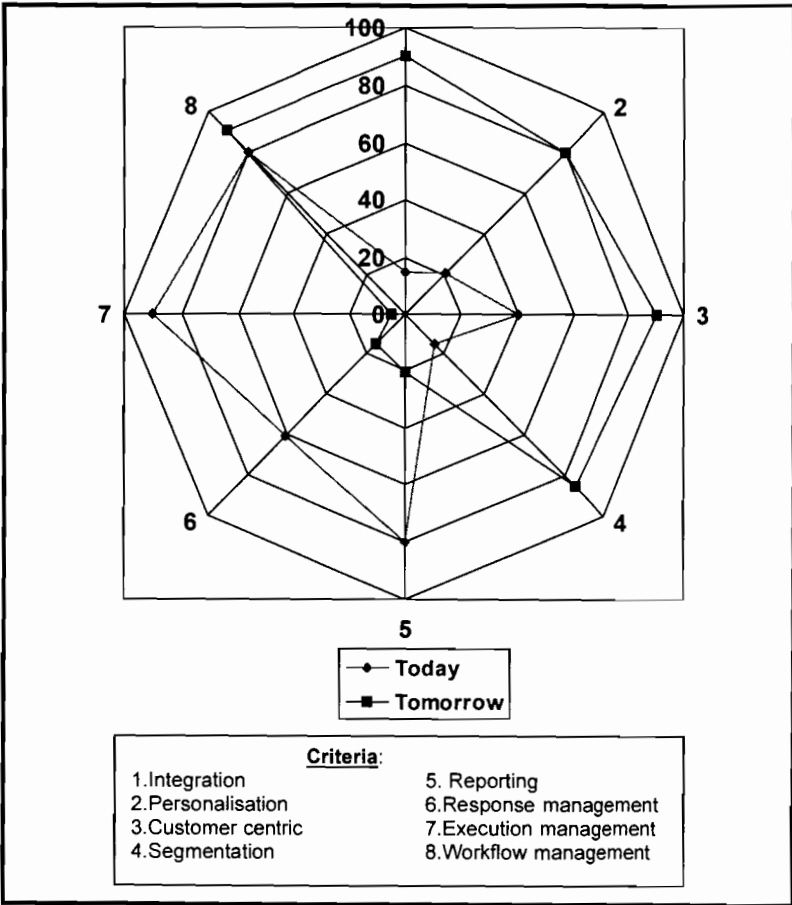 100
8
80
2
60
40
20
7
0
3
6
4
5
Today
Tomorrow
Criteria:
1.Integration
2.Personalisation
3.Customer centric
4.Segmentation
5. Reporting
6.Response management
7.Execution management
8.Workflow management